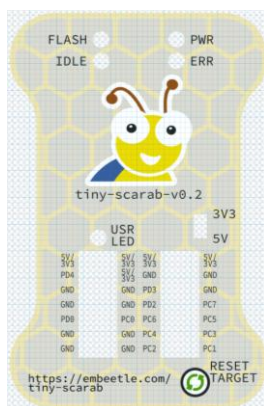 FLASH PWR
IDLE ERR
tiny-scarab-v0.2
3V3
USR
LED
5V
5V/
3V3 5V/
3V3 5V/
3V3 5V/
3V3
PD4 5V/
3V3 GND GND
GND GND PD3 GND
GND GND PD2 PC7
PD0 PC0 PC6 PC5
GND GND PC4 PC3
GND GND PC2 PC1
https://embeetle.com/
tiny-scarab
RESET
TARGET